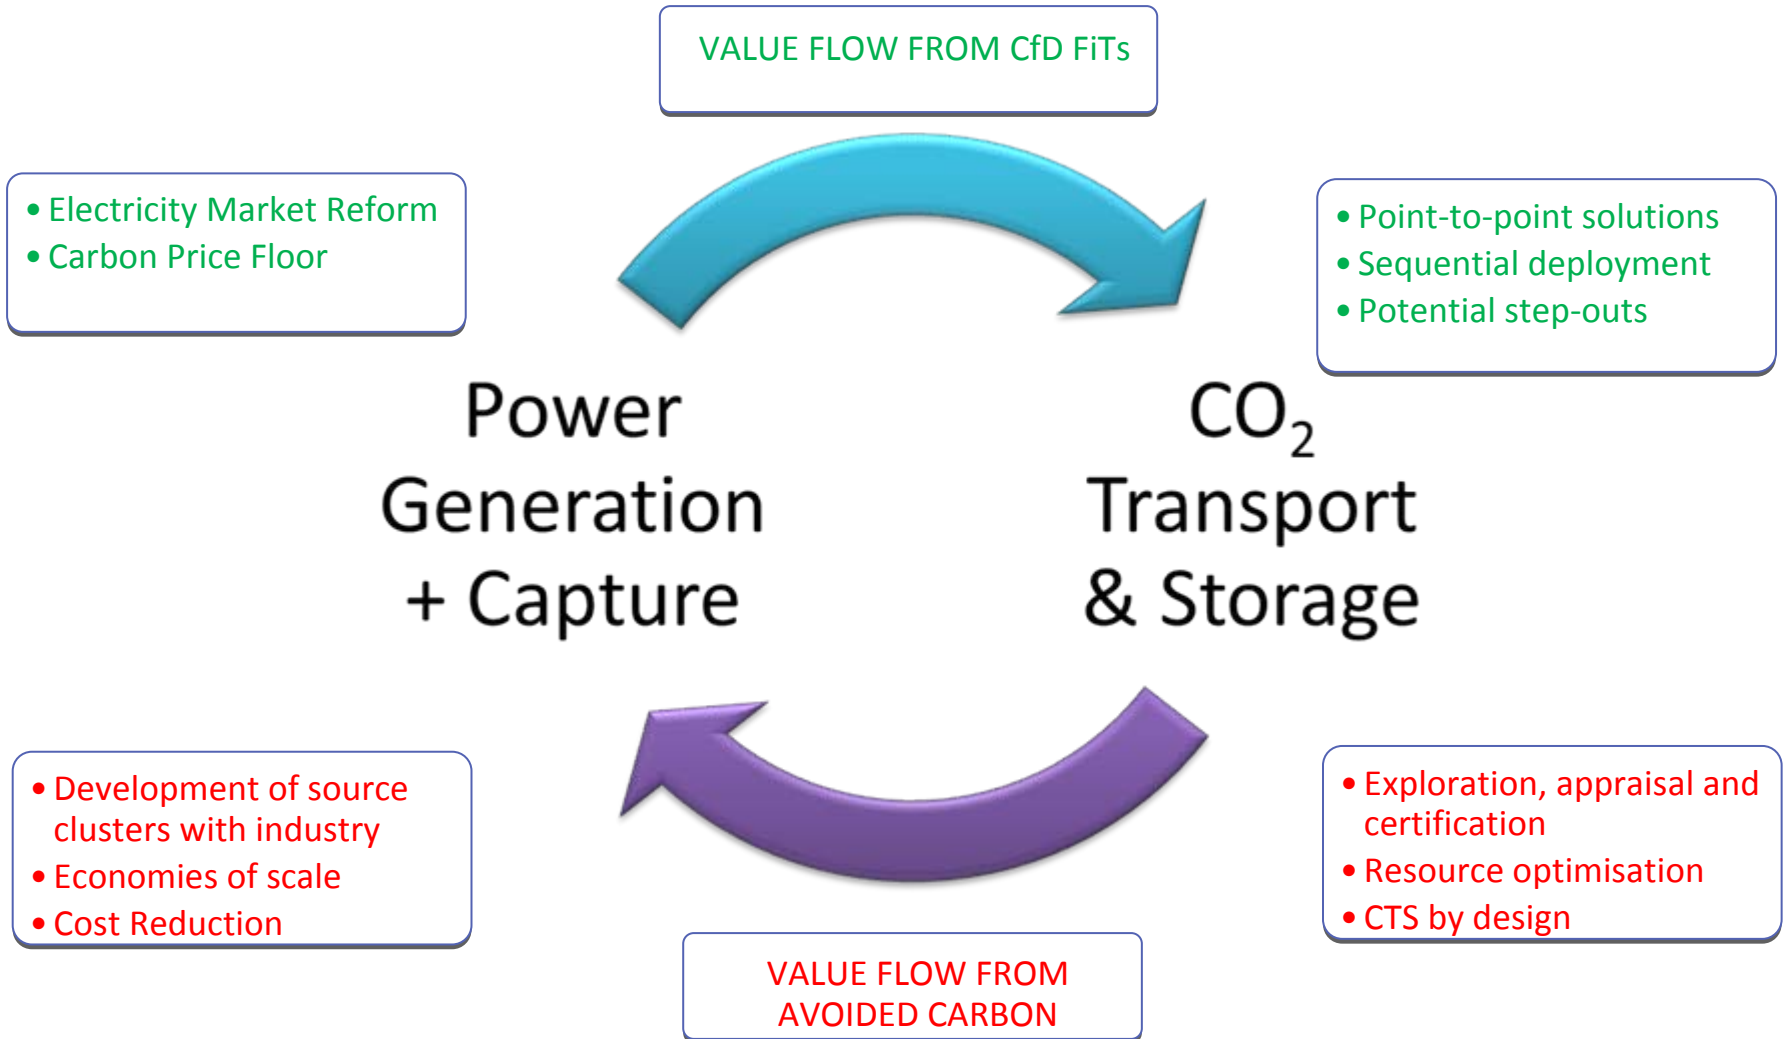 VALUE FLOW FROM CfD FiTs
• Electricity Market Reform
• Carbon Price Floor
• Point-to-point solutions
• Sequential deployment
• Potential step-outs
Power
Generation
+ Capture
CO₂
Transport
& Storage
• Development of source
clusters with industry
• Economies of scale
• Cost Reduction
• Exploration, appraisal and
certification
• Resource optimisation
• CTS by design
VALUE FLOW FROM
AVOIDED CARBON